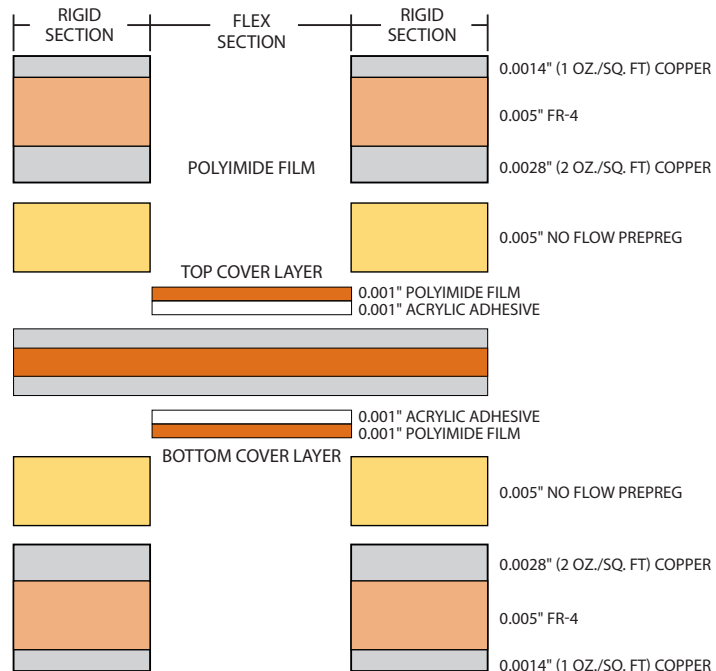 RIGID
SECTION
FLEX
SECTION
RIGID
SECTION
0.0014" (1 OZ./SQ. FT) COPPER
0.005" FR-4
POLYIMIDE FILM
0.0028" (2 OZ./SQ. FT) COPPER
0.005" NO FLOW PREPREG
TOP COVER LAYER
0.001" POLYIMIDE FILM
0.001" ACRYLIC ADHESIVE
0.001" ACRYLIC ADHESIVE
0.001" POLYIMIDE FILM
BOTTOM COVER LAYER
0.005" NO FLOW PREPREG
0.0028" (2 OZ./SQ. FT) COPPER
0.005" FR-4
0.0014" (1 OZ./SQ. FT) COPPER